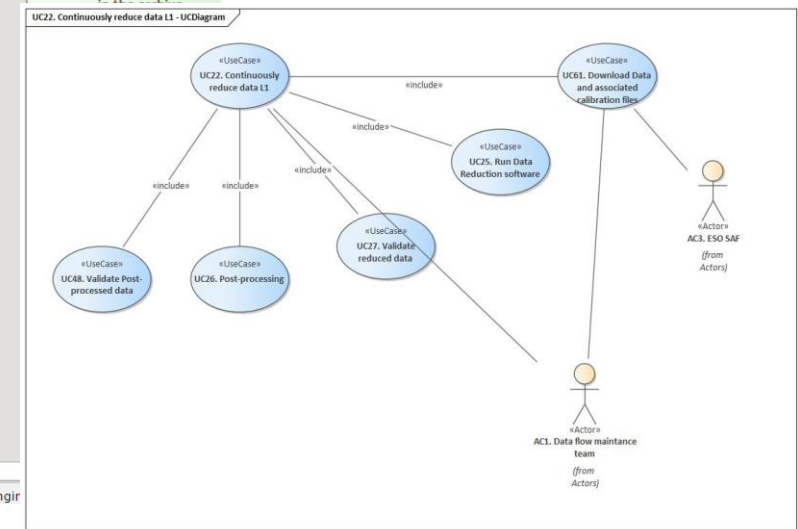 in the archive
UC22. Continuously reduce data L1 - UCDiagram
«UseCase»
UC22. Continuously
reduce data L1
«UseCase»
UC61. Download Data
and associated
calibration files
«include»
«include»
«UseCase»
UC25. Run Data
Reduction software
«include»
«include»
«include»
«Actor»
AC3. ESO SAF
(from
Actors)
«UseCase»
UC27. Validate
reduced data
«UseCase»
UC48. Validate Post-
processed data
«UseCase»
UC26. Post-processing
«Actor»
AC1. Data flow maintance
team
(from
Actors)